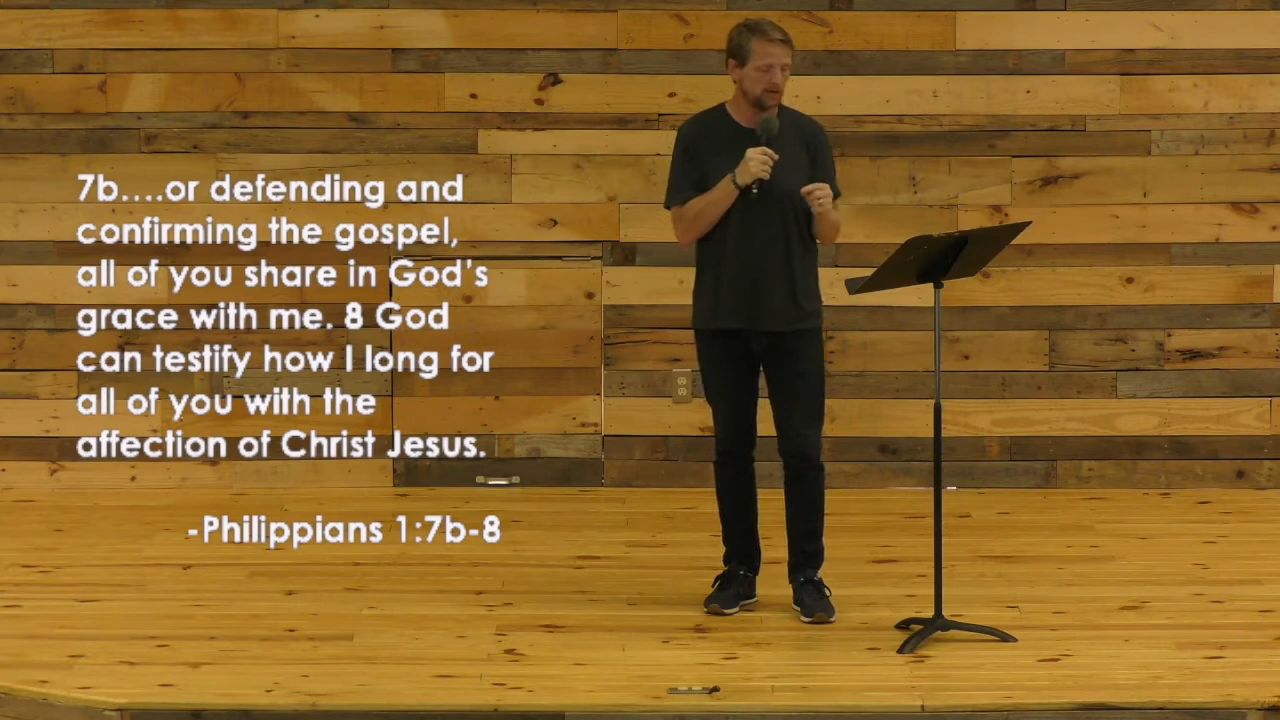 7b....or defending and
confirming the gospel,
all of you share in God's
grace with me. 8 God
can testify how I long for
all of you with the
affection of Christ Jesus.
-Philippians 1:7b-8